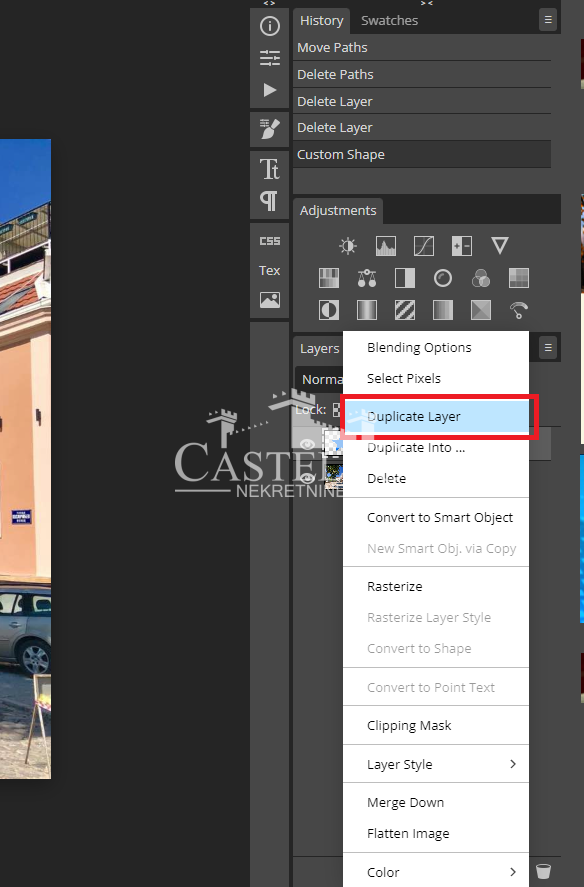 History
Swatches
Move Paths
Delete Paths
Delete Layer
Delete Layer
Custom Shape
CSS
Tex
Adjustments
Layers
Norma
Lock:
Blending Options
Select Pixels
Duplicate Layer
Duplicate Into ...
Delete
Convert to Smart Object
New Smart Obj. via Copy
Rasterize
Rasterize Layer Style
Convert to Shape
Convert to Point Text
Clipping Mask
Layer Style
Merge Down
Flatten Image
Color
CASTE
NEKRETNINE